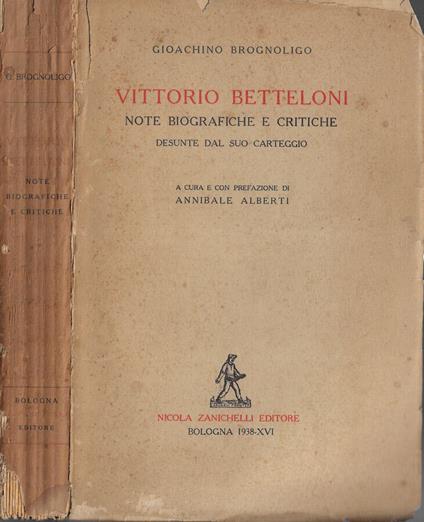 G. BROGNOLIGO
NOTE
BIOGRAFICHE
E CRITICHE
BOLOGNA
EDITORE
GIOACHINO BROGNOLIGO
VITTORIO BETTELONI
NOTE BIOGRAFICHE E CRITICHE
DESUNTE DAL SUO CARTEGGIO
A CURA E CON PREFAZIONE DI
ANNIBALE ALBERTI
NICOLA ZANICHELLI EDITORE
BOLOGNA 1938-XVI